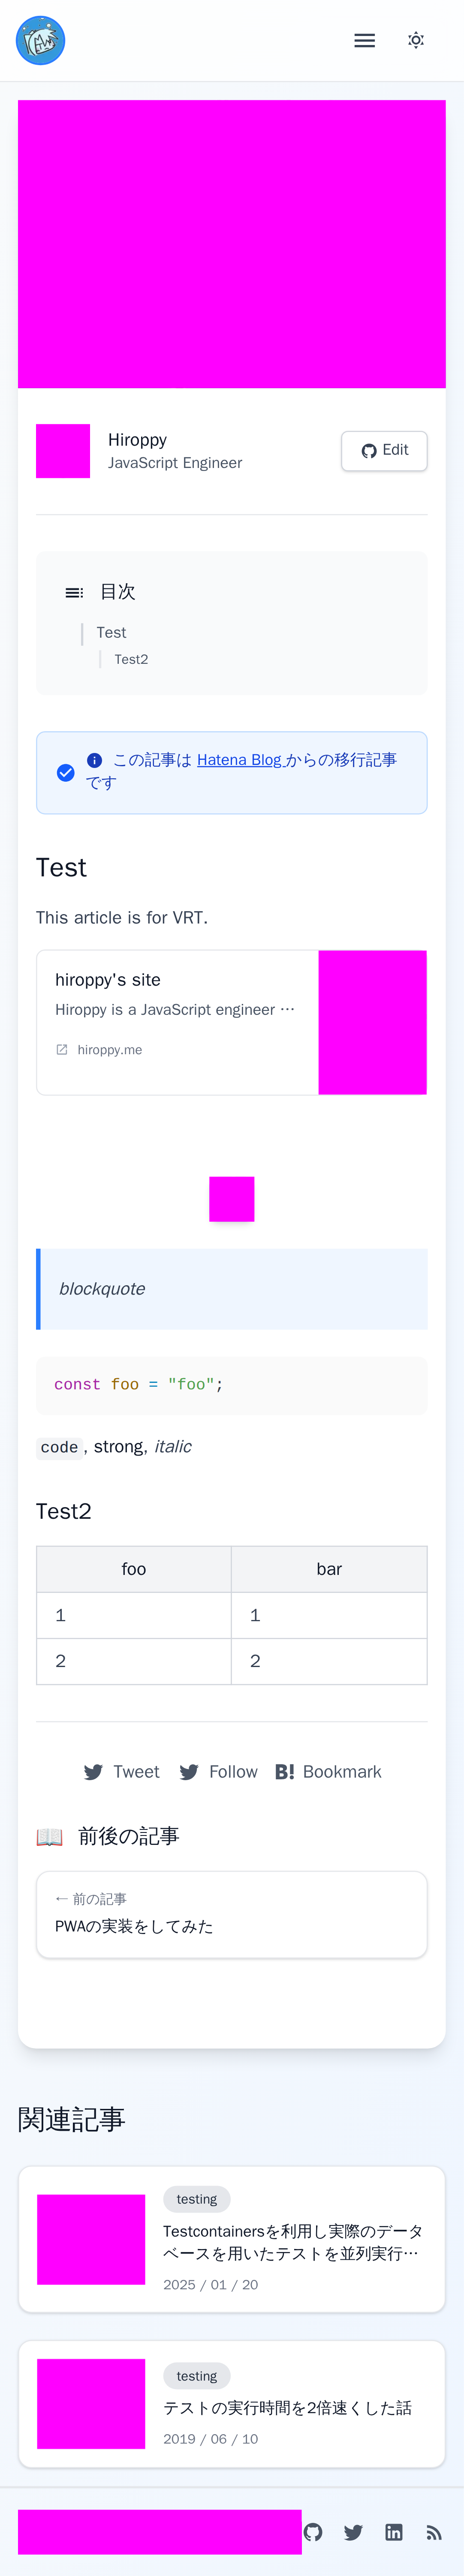 Hiroppy
JavaScript Engineer
Edit
目次
Test
Test2
この記事は Hatena Blog からの移行記事
です
Test
This article is for VRT.
hiroppy's site
Hiroppy is a JavaScript engineer …
hiroppy.me
blockquote
const foo = "foo";
code, strong, italic
Test2
foo bar
1 1
2 2
Tweet Follow B! Bookmark
📖 前後の記事
← 前の記事
PWAの実装をしてみた
関連記事
testing
Testcontainersを利用し実際のデータ
ベースを用いたテストを並列実行…
2025 / 01 / 20
testing
テストの実行時間を2倍速くした話
2019 / 06 / 10